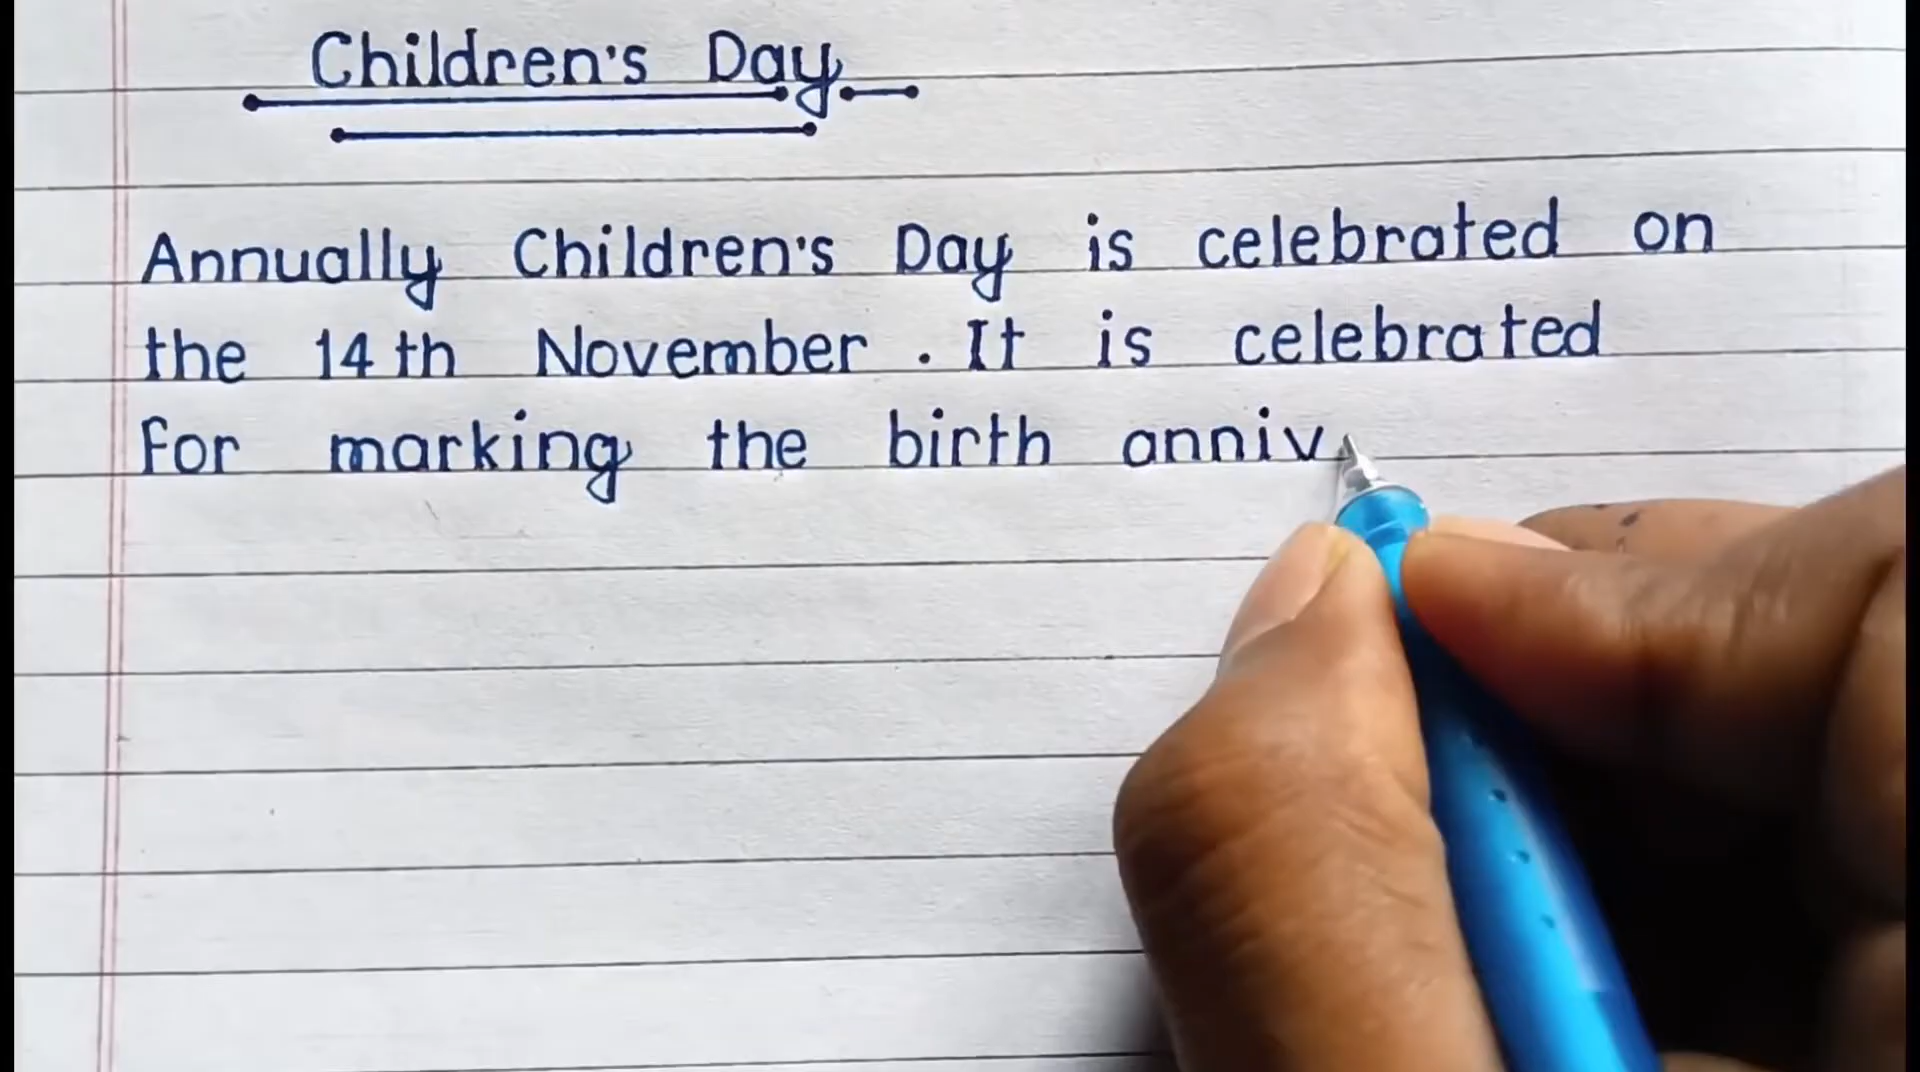 Children's Day
Annually Children's Day is celebrated on
the 14th November. It is celebrated
For marking the birth anniv